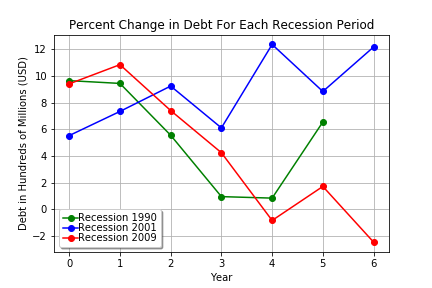 Percent Change in Debt For Each Recession Period
Debt in Hundreds of Millions (USD)
12
10
8
6
4
2
0
−2
Recession 1990
Recession 2001
Recession 2009
0 1 2 3 4 5 6
Year